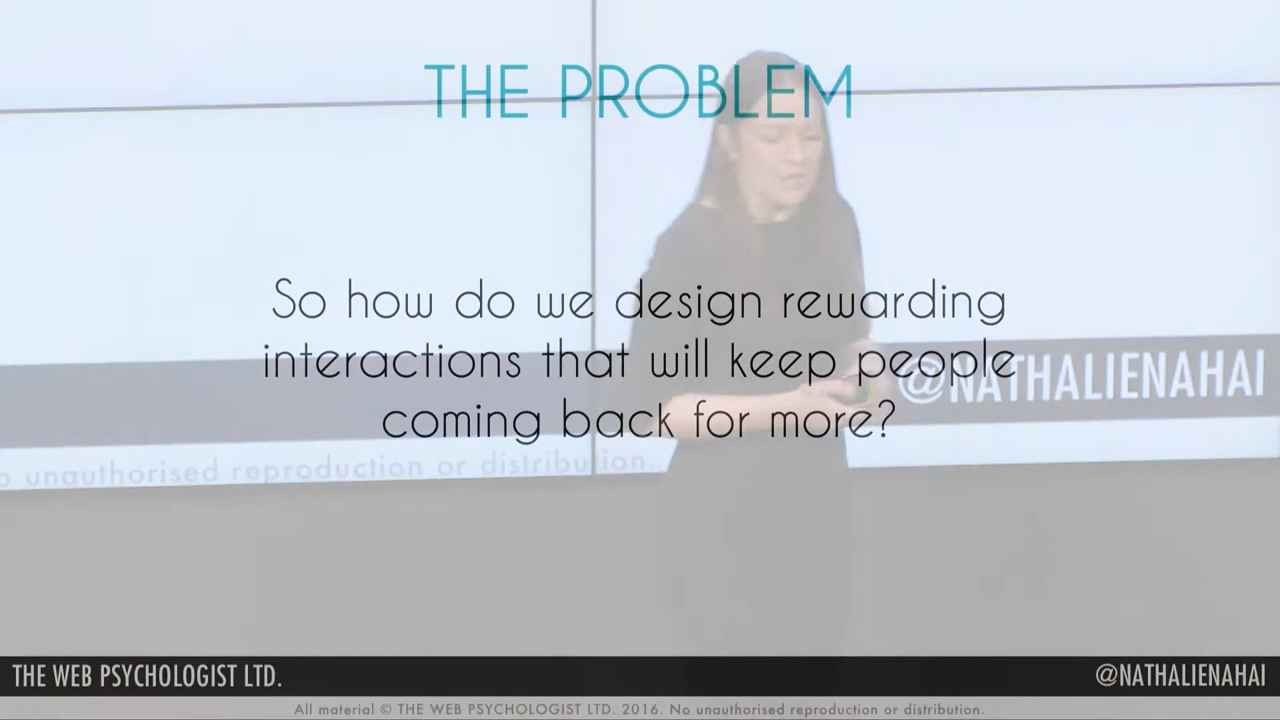 THE PROBLEM
So how do we design rewarding
interactions that will keep people
coming back for more?
@NATHALIENAHAI
o unauthorised reproduction or distribution.
THE WEB PSYCHOLOGIST LTD.
@NATHALIENAHAI
All material © THE WEB PSYCHOLOGIST LTD. 2016. No unauthorised reproduction or distribution.